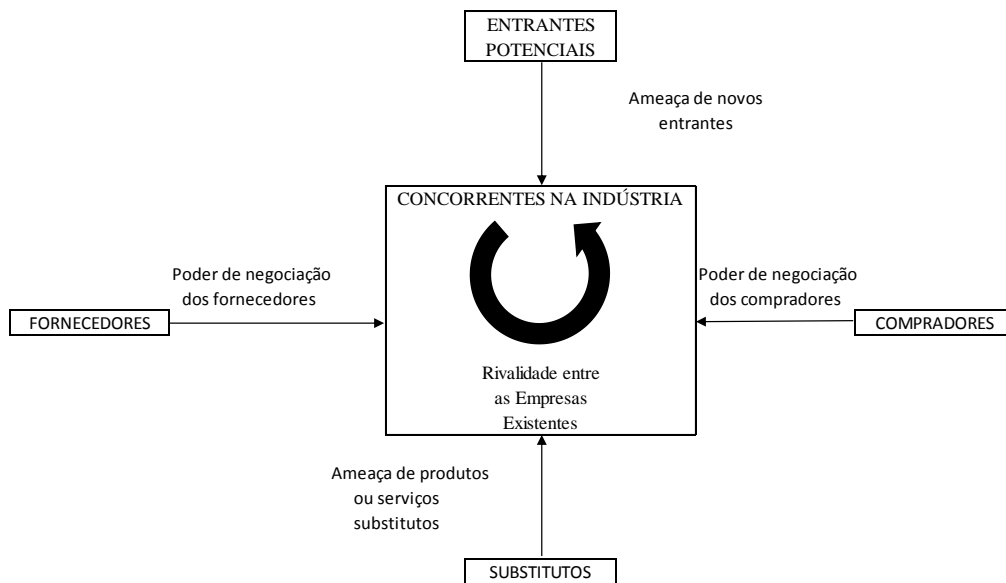 ENTRANTES
POTENCIAIS
Ameaça de novos
entrantes
CONCORRENTES NA INDÚSTRIA
Poder de negociação
dos fornecedores
Poder de negociação
dos compradores
FORNECEDORES
COMPRADORES
Rivalidade entre
as Empresas
Existentes
Ameaça de produtos
ou serviços
substitutos
SUBSTITUTOS